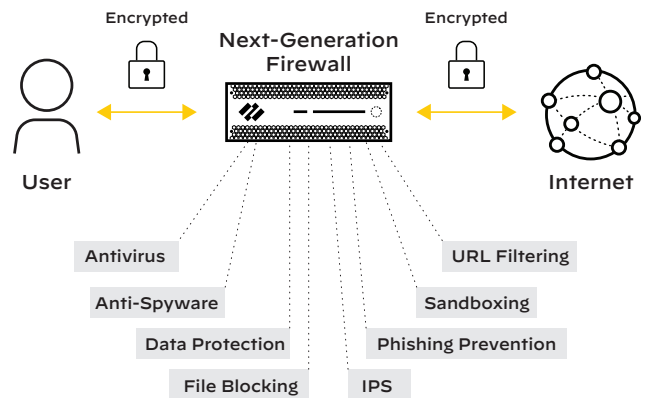 Encrypted
Encrypted
Next-Generation
Firewall
User
Internet
Antivirus
URL Filtering
Anti-Spyware
Sandboxing
Data Protection
Phishing Prevention
File Blocking
IPS